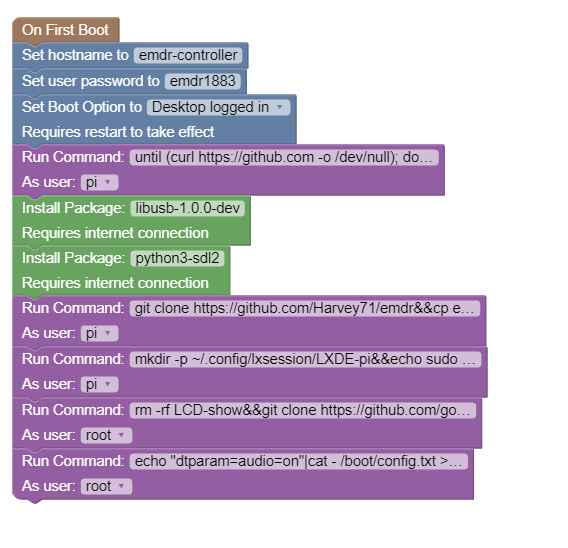 On First Boot
Set hostname to emdr-controller
Set user password to emdr1883
Set Boot Option to Desktop logged in
Requires restart to take effect
Run Command: until (curl https://github.com -o /dev/null); do…
As user: pi
Install Package: libusb-1.0.0-dev
Requires internet connection
Install Package: python3-sdl2
Requires internet connection
Run Command: git clone https://github.com/Harvey71/emdr&&cp e…
As user: pi
Run Command: mkdir -p ~/.config/lxsession/LXDE-pi&&echo sudo …
As user: pi
Run Command: rm -rf LCD-show&&git clone https://github.com/go…
As user: root
Run Command: echo "dtparam=audio=on"|cat - /boot/config.txt >…
As user: root